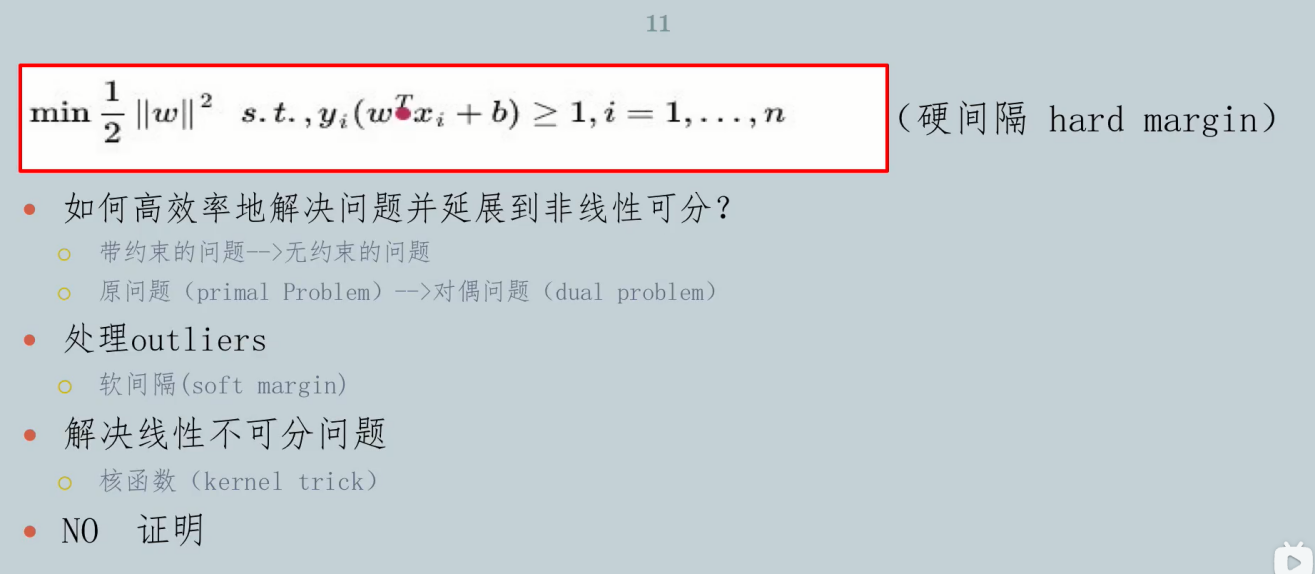 11
min 1/2 ‖w‖² s.t., yᵢ(wᵀxᵢ + b) ≥ 1, i = 1, . . . , n （硬间隔 hard margin）
• 如何高效率地解决问题并延展到非线性可分？
○ 带约束的问题-->无约束的问题
○ 原问题（primal Problem）-->对偶问题（dual problem）
• 处理outliers
○ 软间隔(soft margin)
• 解决线性不可分问题
○ 核函数（kernel trick）
• NO 证明